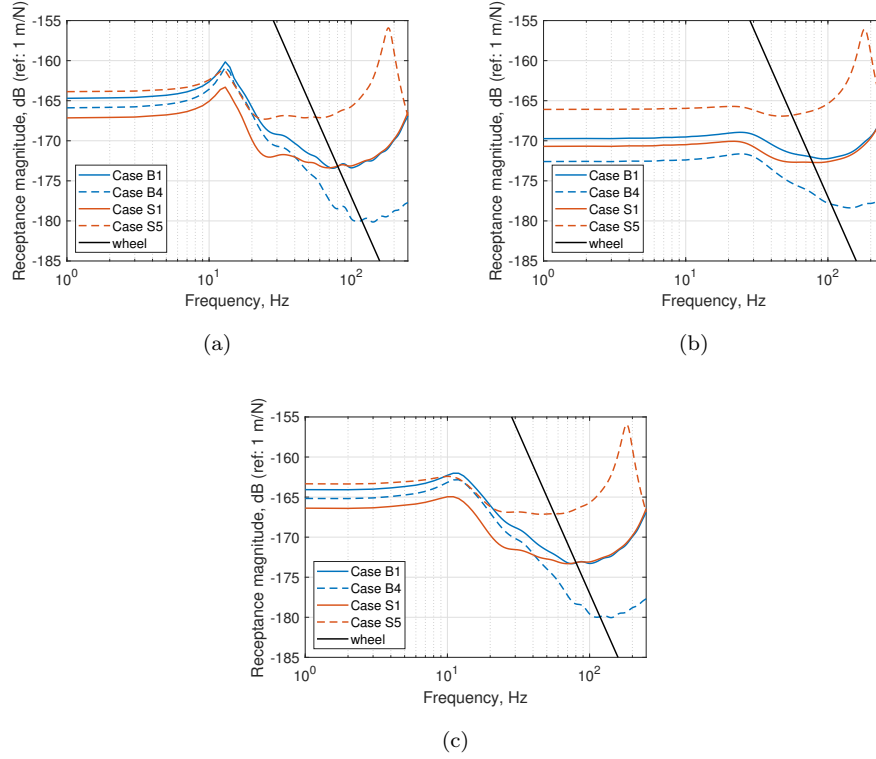 -155
-160
-165
-170
-175
-180
-185
Receptance magnitude, dB (ref: 1 m/N)
Case B1
Case B4
Case S1
Case S5
wheel
10^0
10^1
10^2
Frequency, Hz
(a)
-155
-160
-165
-170
-175
-180
-185
Receptance magnitude, dB (ref: 1 m/N)
Case B1
Case B4
Case S1
Case S5
wheel
10^0
10^1
10^2
Frequency, Hz
(b)
-155
-160
-165
-170
-175
-180
-185
Receptance magnitude, dB (ref: 1 m/N)
Case B1
Case B4
Case S1
Case S5
wheel
10^0
10^1
10^2
Frequency, Hz
(c)